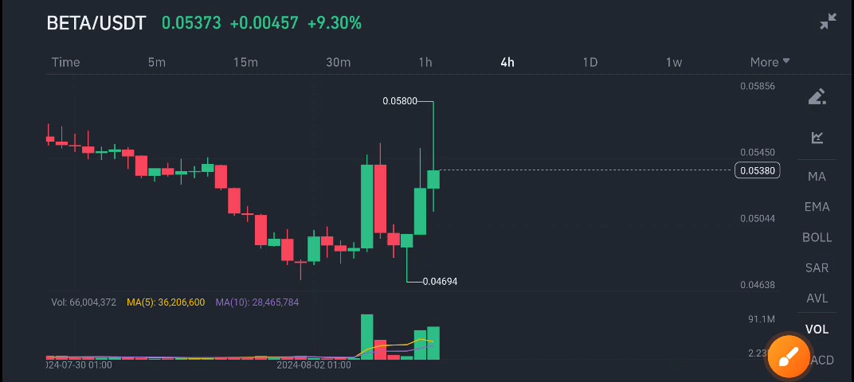 BETA/USDT 0.05373 +0.00457 +9.30%
Time 5m 15m 30m 1h 4h 1D 1w More
0.05856
0.05800
0.05450
0.05380
0.05044
0.04694
0.04638
MA
EMA
BOLL
SAR
AVL
VOL
Vol: 66,004,372 MA(5): 36,206,600 MA(10): 28,465,784
91.1M
2.23
ACD
2024-07-30 01:00 2024-08-02 01:00